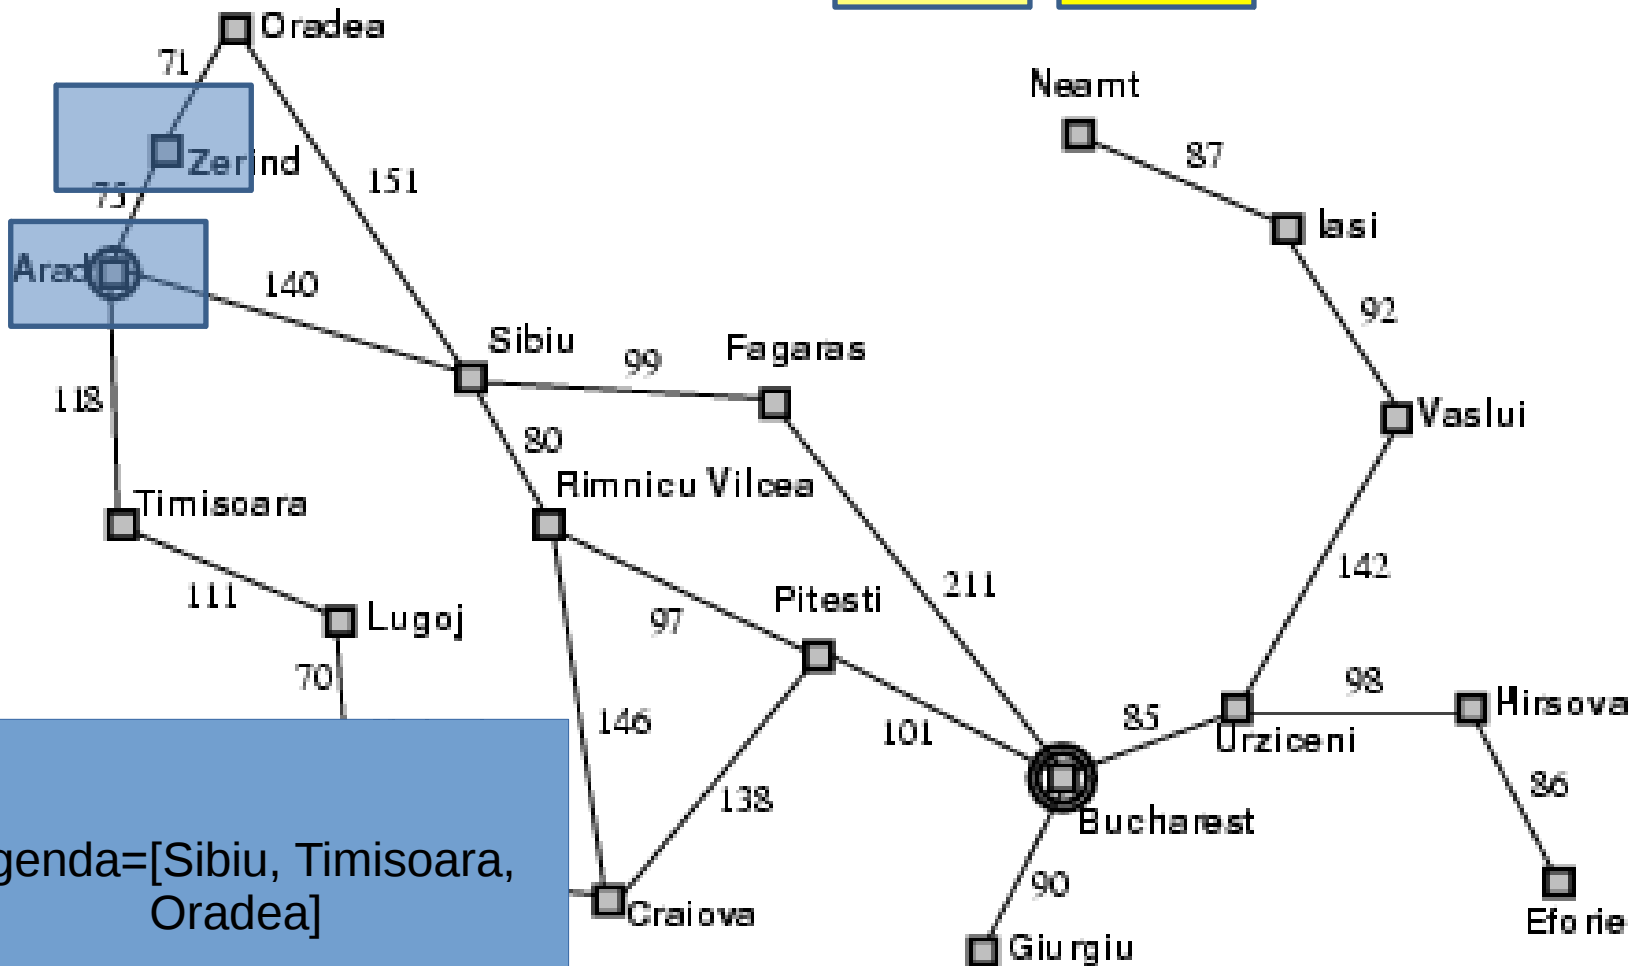 Oradea
71
Neamt
Zerind
87
151
75
Iasi
Arad
140
92
Sibiu
Fagaras
99
118
Vaslui
80
Rimnicu Vilcea
Timisoara
142
211
111
Pitesti
Lugoj
97
70
98
Hirsova
146
85
101
Urziceni
86
138
Bucharest
genda=[Sibiu, Timisoara,
Oradea]
90
Craiova
Eforie
Giurgiu